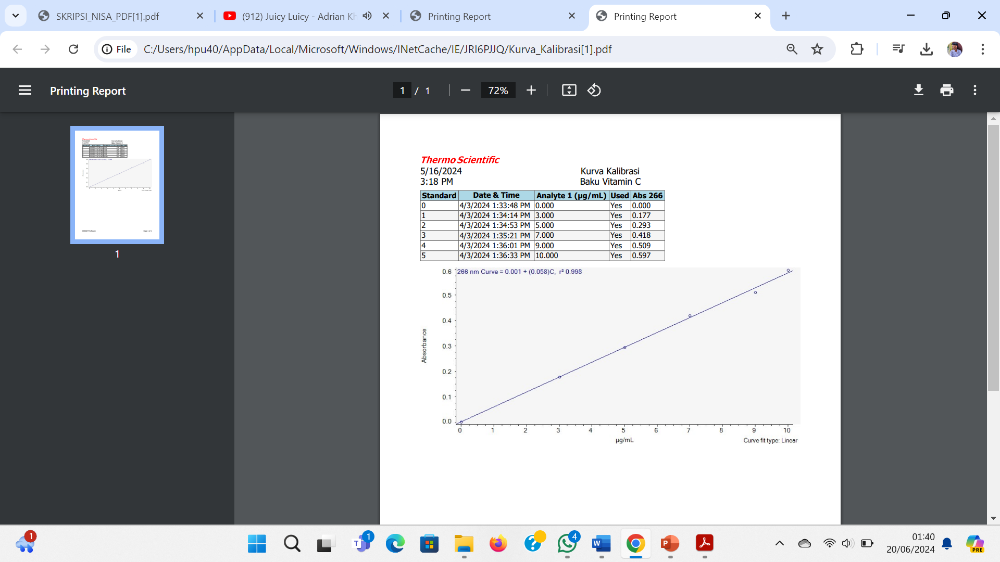 SKRIPSI_NISA_PDF[1].pdf
(912) Juicy Luicy - Adrian Kh
Printing Report
Printing Report
File
C:/Users/hpu40/AppData/Local/Microsoft/Windows/INetCache/IE/JRI6PJJQ/Kurva_Kalibrasi[1].pdf
Printing Report
1 / 1
72%
1
Thermo Scientific
5/16/2024
Kurva Kalibrasi
3:18 PM
Baku Vitamin C
Standard Date & Time Analyte 1 (µg/mL) Used Abs 266
0 4/3/2024 1:33:48 PM 0.000 Yes 0.000
1 4/3/2024 1:34:14 PM 3.000 Yes 0.177
2 4/3/2024 1:34:53 PM 5.000 Yes 0.293
3 4/3/2024 1:35:21 PM 7.000 Yes 0.418
4 4/3/2024 1:36:01 PM 9.000 Yes 0.509
5 4/3/2024 1:36:33 PM 10.000 Yes 0.597
266 nm Curve = 0.001 + (0.058)C, r² 0.998
0.6
0.5
0.4
0.3
0.2
0.1
0.0
Absorbance
0 1 2 3 4 5 6 7 8 9 10
µg/mL
Curve fit type: Linear
1
1
4
01:40
20/06/2024
PRE